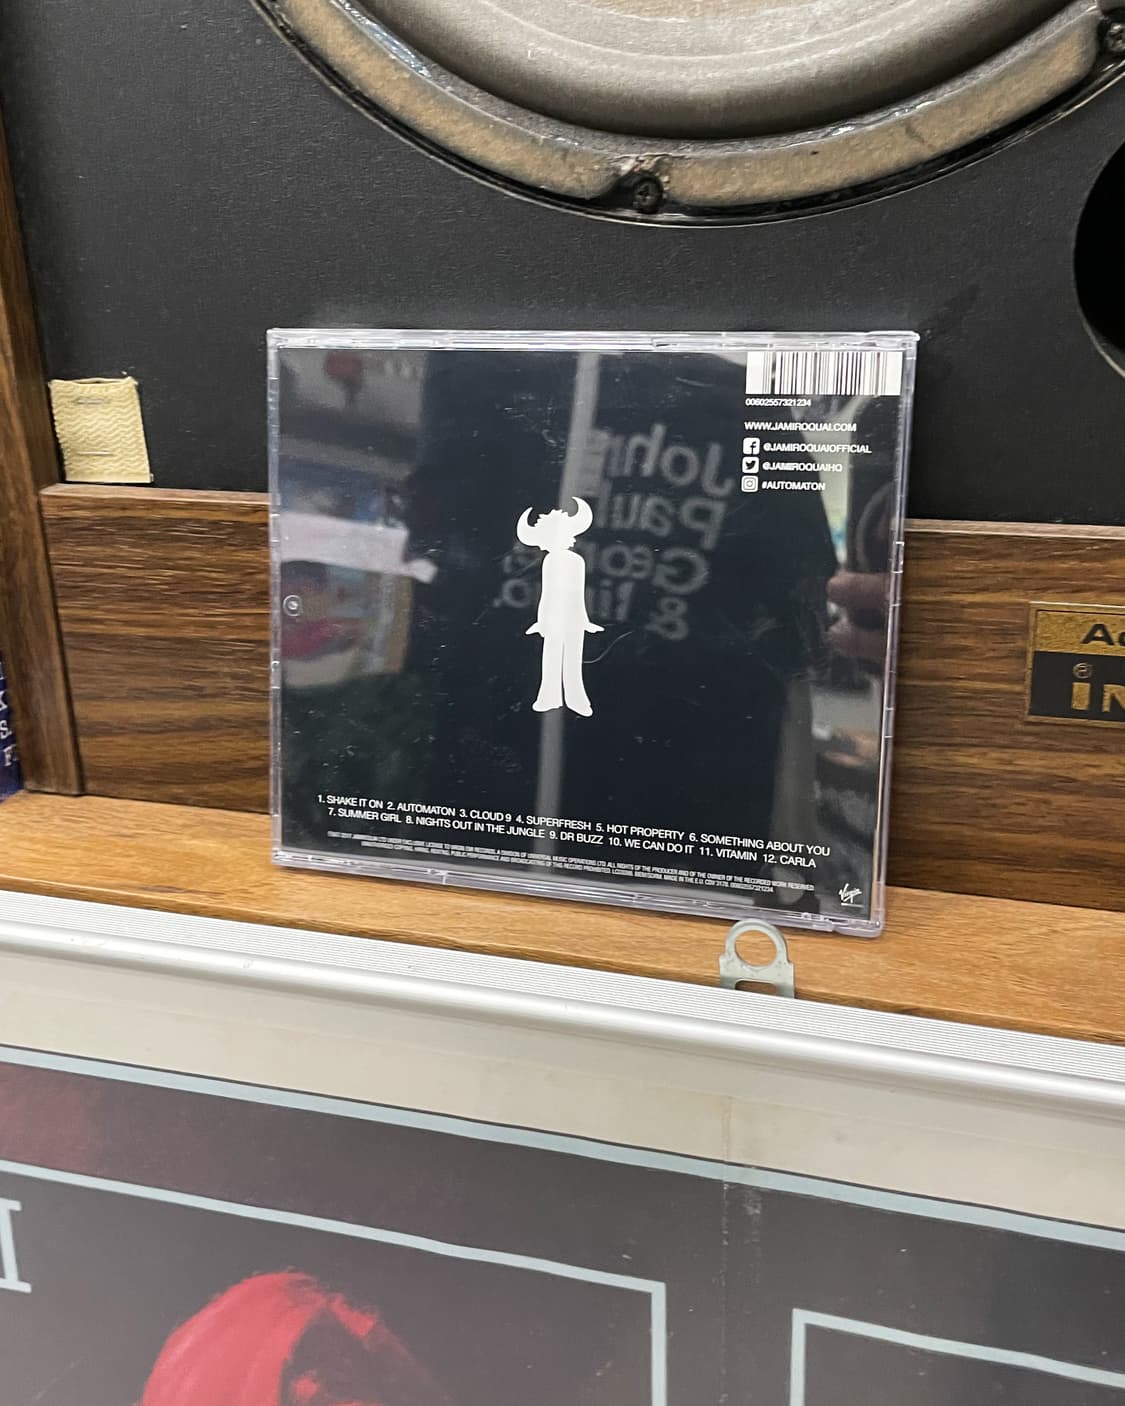 00602557321234
WWW.JAMIROQUAI.COM
@JAMIROQUAIOFFICIAL
@JAMIROQUAIHQ
#AUTOMATON
John
Paul
&
1. SHAKE IT ON 2. AUTOMATON 3. CLOUD 9 4. SUPERFRESH 5. HOT PROPERTY 6. SOMETHING ABOUT YOU
7. SUMMER GIRL 8. NIGHTS OUT IN THE JUNGLE 9. DR BUZZ 10. WE CAN DO IT 11. VITAMIN 12. CARLA
Virgin